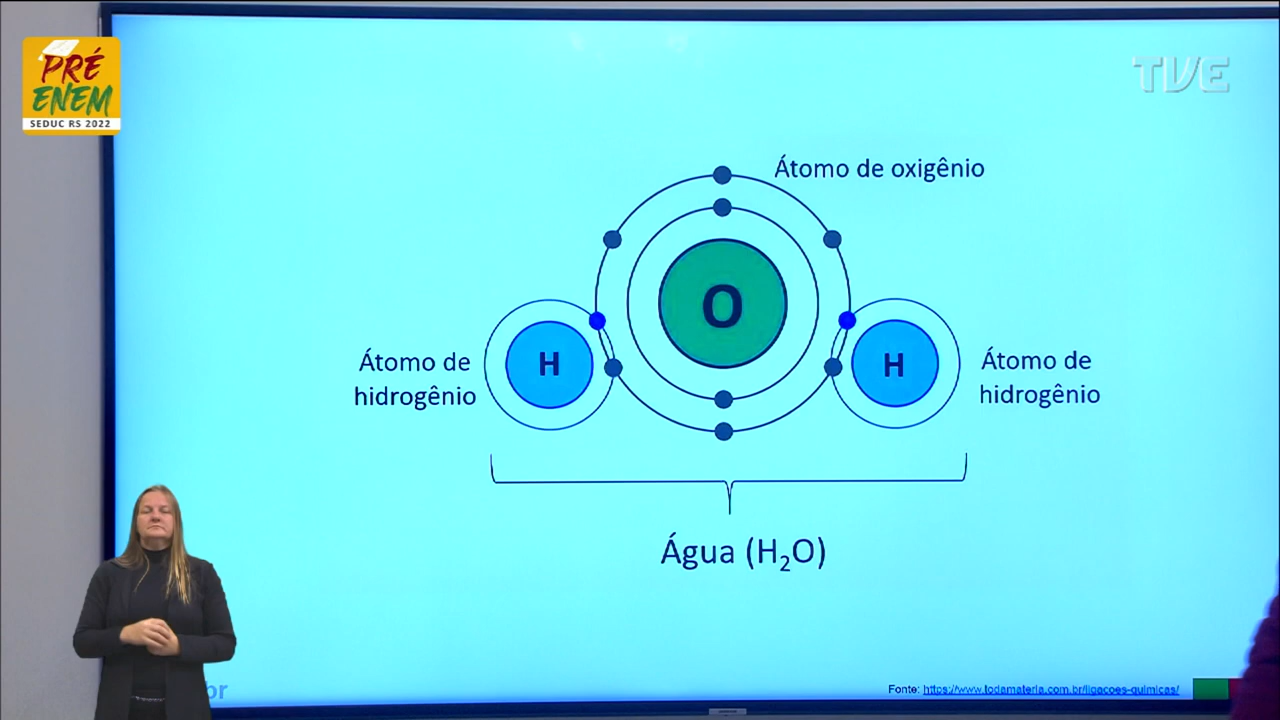 PRÉ
ENEM
SEDUC RS 2022
TVE
Átomo de oxigênio
O
H
H
Átomo de
hidrogênio
Átomo de
hidrogênio
Água (H₂O)
br
Fonte: https://www.todamateria.com.br/ligacoes-quimicas/